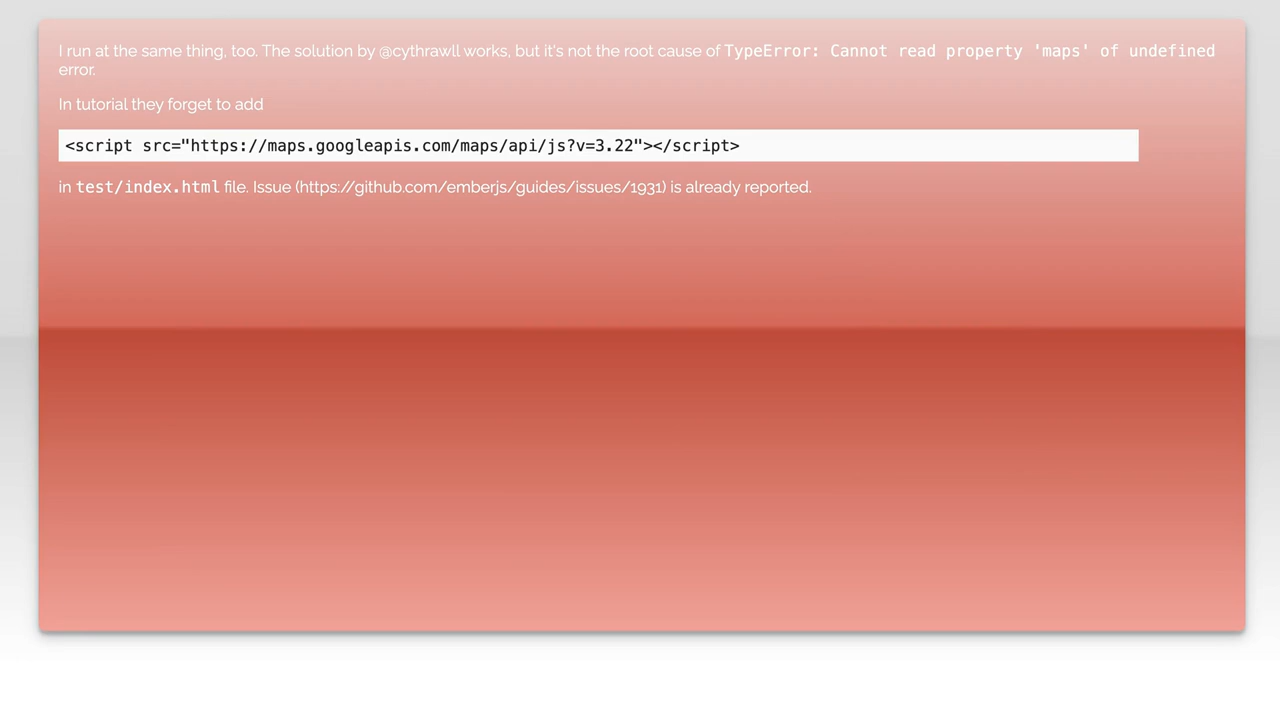 I run at the same thing, too. The solution by @cythrawll works, but it's not the root cause of TypeError: Cannot read property 'maps' of undefined
error.
In tutorial they forget to add
<script src="https://maps.googleapis.com/maps/api/js?v=3.22"></script>
in test/index.html file. Issue (https://github.com/emberjs/guides/issues/1931) is already reported.